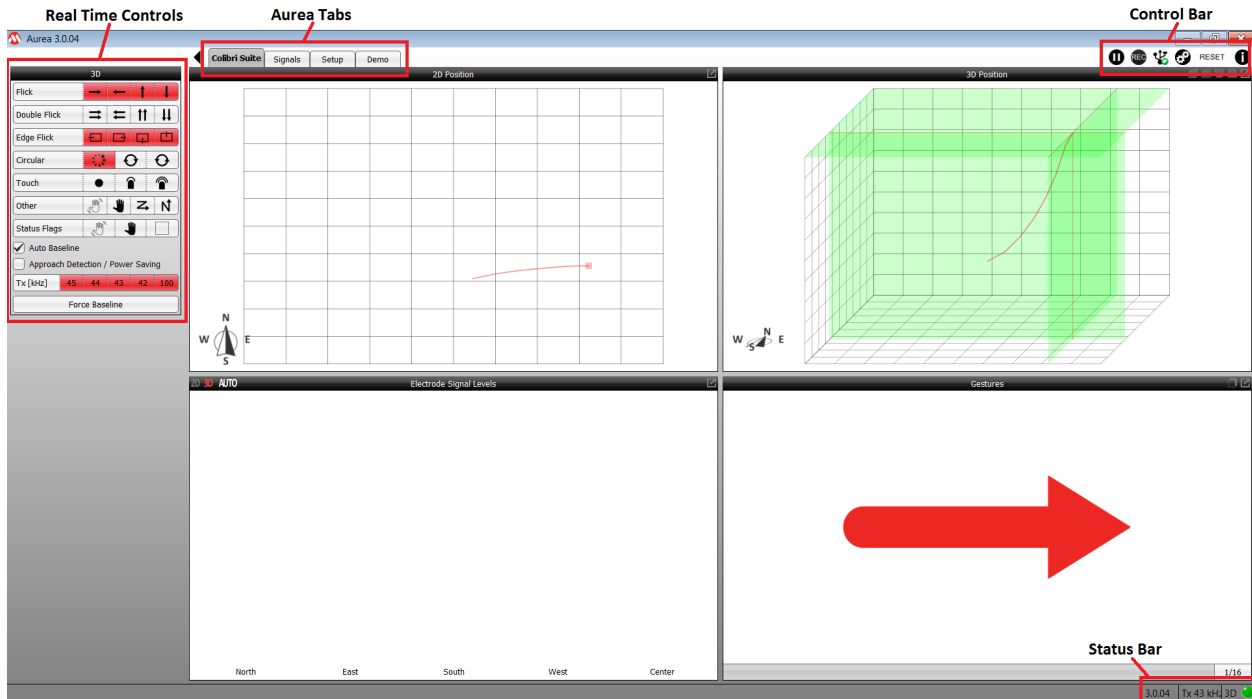 Real Time Controls
Aurea Tabs
Control Bar
Aurea 3.0.04
Colibri Suite
Signals
Setup
Demo
REC
RESET
3D
Flick
Double Flick
Edge Flick
Circular
Touch
Other
Status Flags
Auto Baseline
Approach Detection / Power Saving
Tx [kHz] 45 44 43 42 100
Force Baseline
2D Position
N
W E
S
3D Position
N
W E
S
2D 3D AUTO
Electrode Signal Levels
North East South West Center
Gestures
1/16
Status Bar
3.0.04 Tx 43 kHz 3D